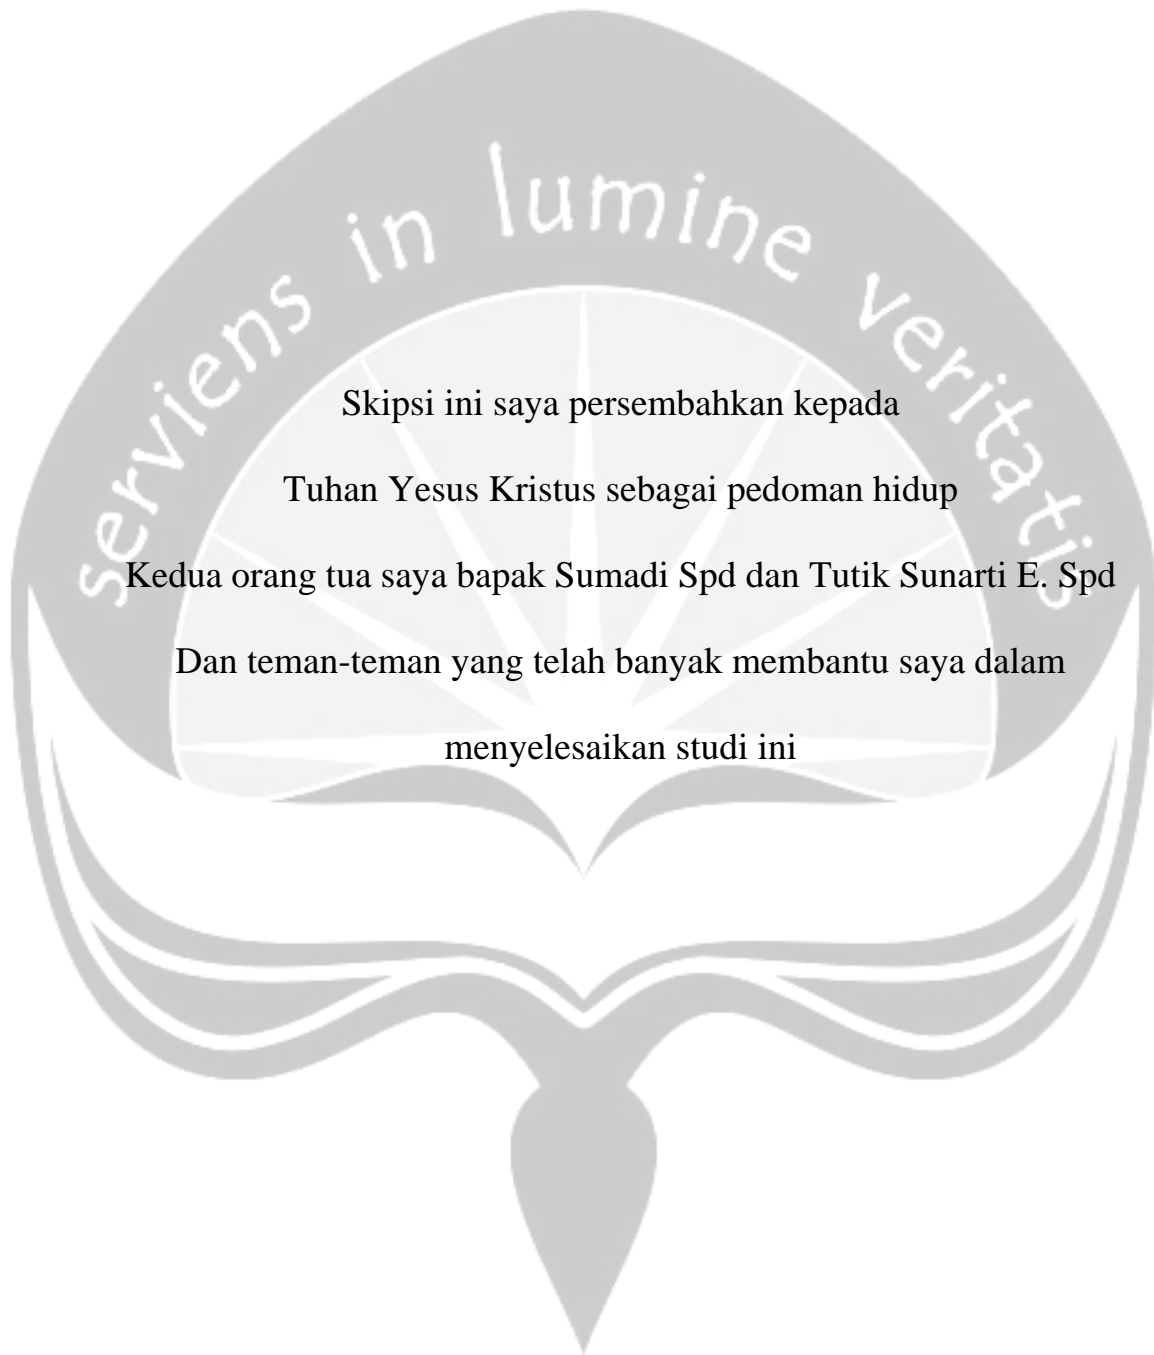 serviens in lumine veritatis
Skipsi ini saya persembahkan kepada
Tuhan Yesus Kristus sebagai pedoman hidup
Kedua orang tua saya bapak Sumadi Spd dan Tutik Sunarti E. Spd
Dan teman-teman yang telah banyak membantu saya dalam
menyelesaikan studi ini